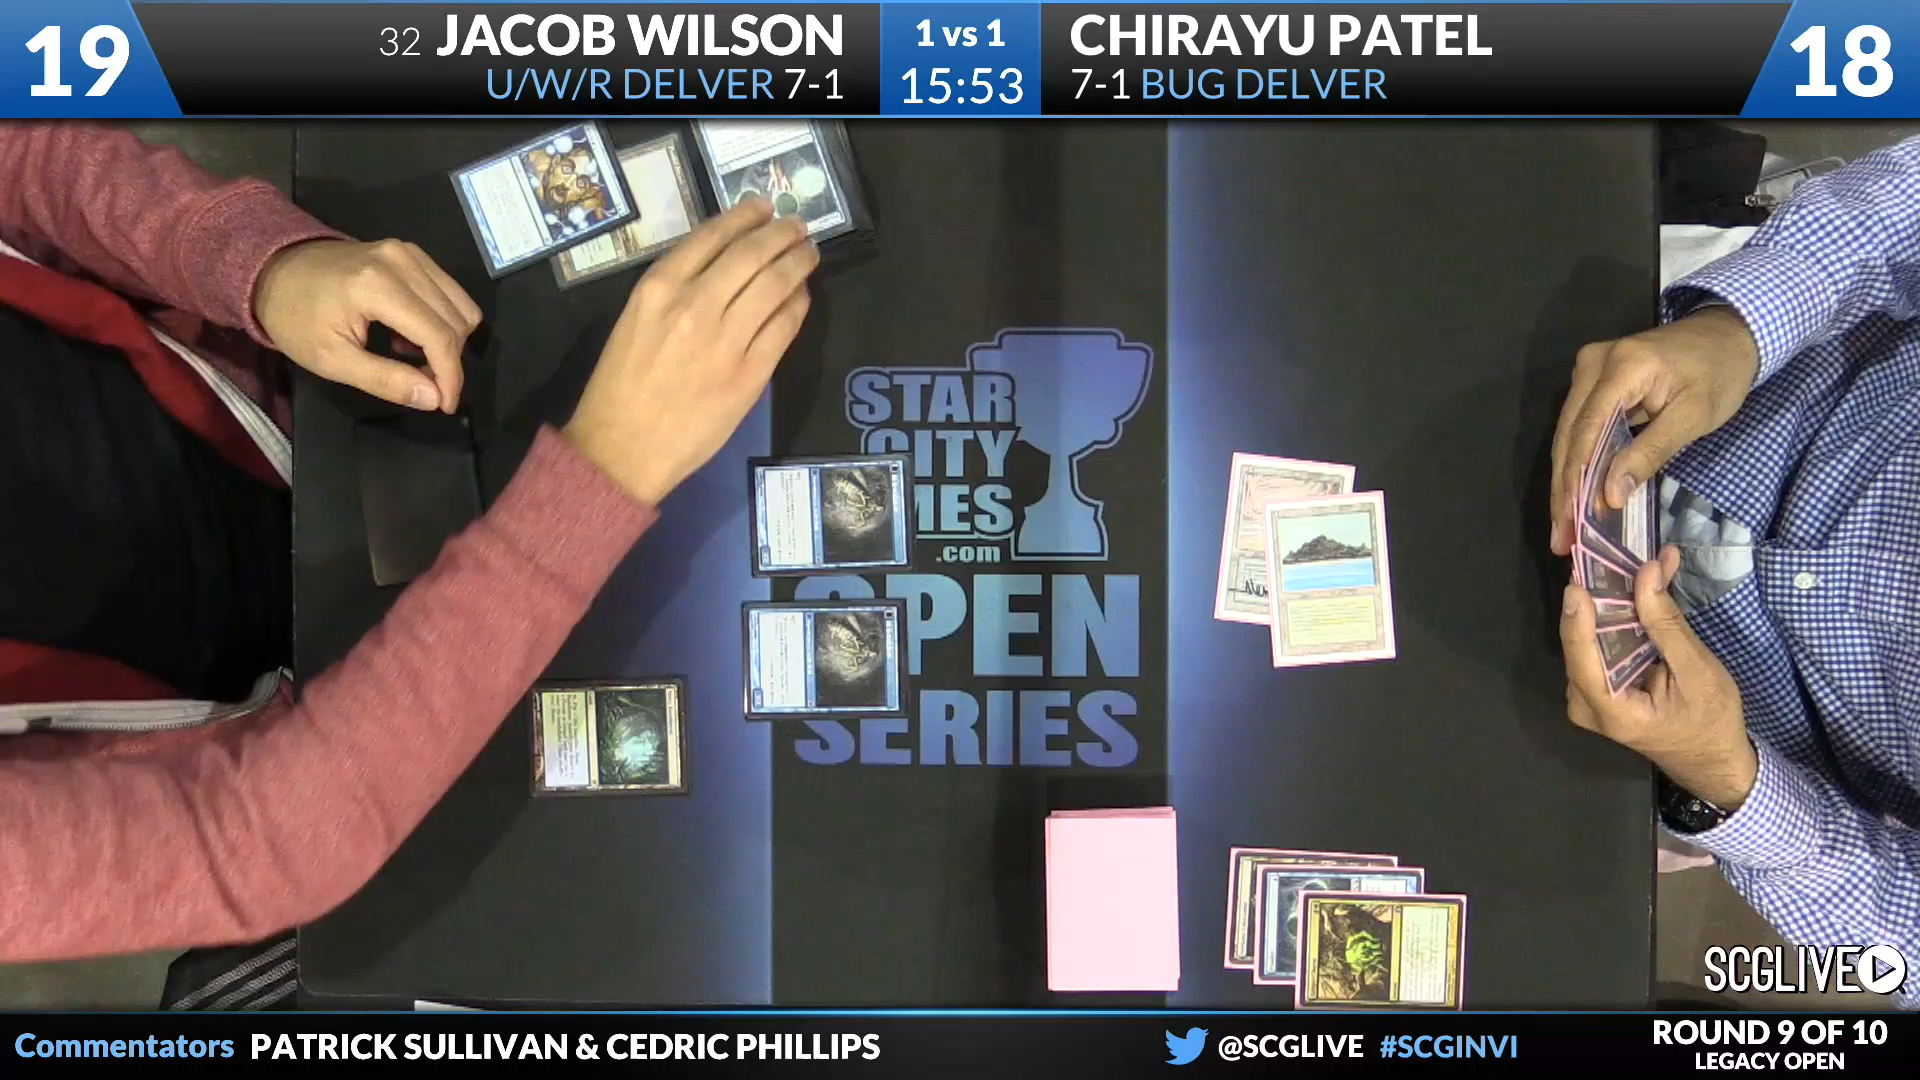 19
32 JACOB WILSON
U/W/R DELVER 7-1
1 vs 1
15:53
CHIRAYU PATEL
7-1 BUG DELVER
18
STAR
CITY
MES
.com
OPEN
SERIES
SCGLIVE
Commentators PATRICK SULLIVAN & CEDRIC PHILLIPS
@SCGLIVE #SCGINVI
ROUND 9 OF 10
LEGACY OPEN